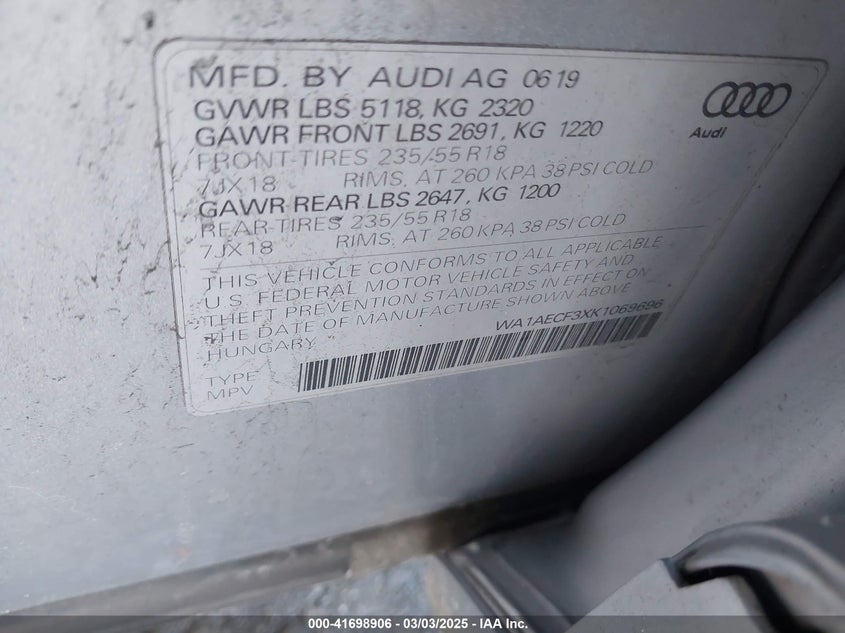 MFD. BY AUDI AG 0619
GVWR LBS 5118, KG 2320
GAWR FRONT LBS 2691, KG 1220
FRONT-TIRES 235/55 R18
7JX18 RIMS, AT 260 KPA 38 PSI COLD
GAWR REAR LBS 2647, KG 1200
REAR-TIRES 235/55 R18
7JX18 RIMS, AT 260 KPA 38 PSI COLD
Audi
THIS VEHICLE CONFORMS TO ALL APPLICABLE
U.S. FEDERAL MOTOR VEHICLE SAFETY AND
THEFT PREVENTION STANDARDS IN EFFECT ON
THE DATE OF MANUFACTURE SHOWN ABOVE
HUNGARY
WA1AECF3XK1069696
TYPE
MPV
000-41698906 - 03/03/2025 - IAA Inc.